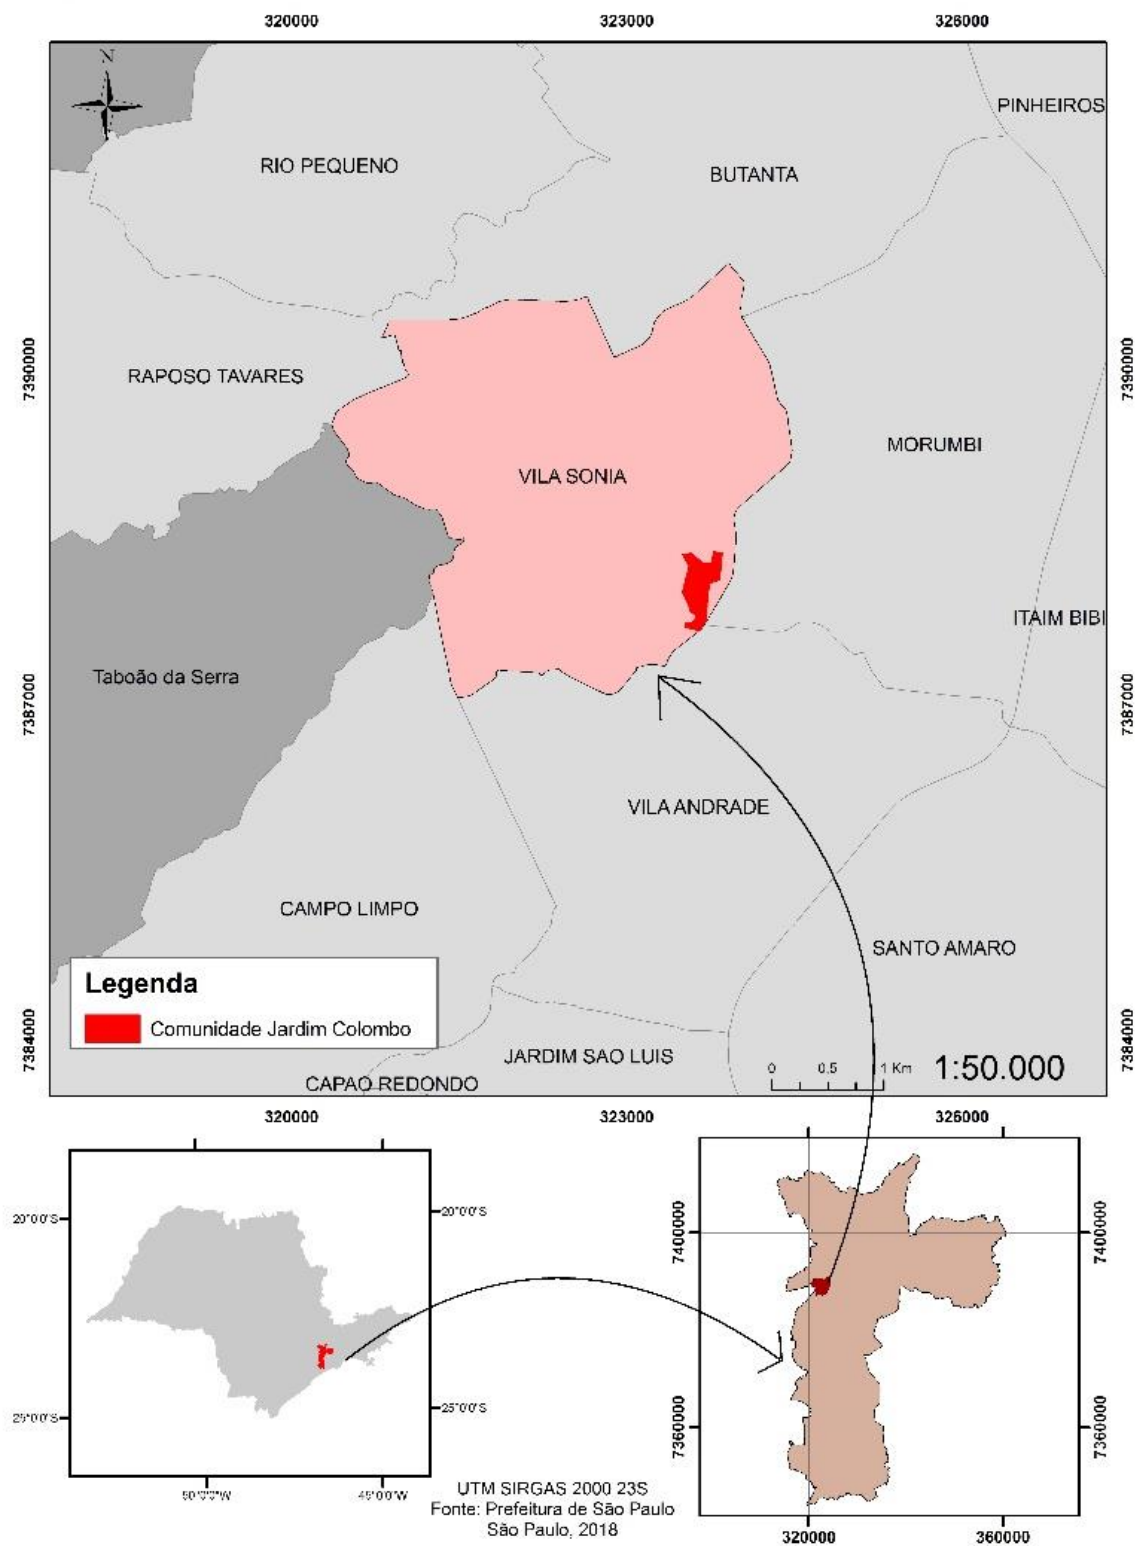 320000
323000
326000
N
PINHEIROS
RIO PEQUENO
BUTANTA
7390000
7390000
RAPOSO TAVARES
MORUMBI
VILA SONIA
ITAIM BIBI
Taboão da Serra
7387000
7387000
VILA ANDRADE
CAMPO LIMPO
SANTO AMARO
Legenda
Comunidade Jardim Colombo
7384000
7384000
JARDIM SAO LUIS
CAPAO REDONDO
0 0.5 1 Km
1:50.000
320000
323000
326000
20°0'0"S
20°0'0"S
7400000
7400000
25°0'0"S
25°0'0"S
7360000
7360000
50°0'0"W
45°0'0"W
UTM SIRGAS 2000 23S
Fonte: Prefeitura de São Paulo
São Paulo, 2018
320000
360000